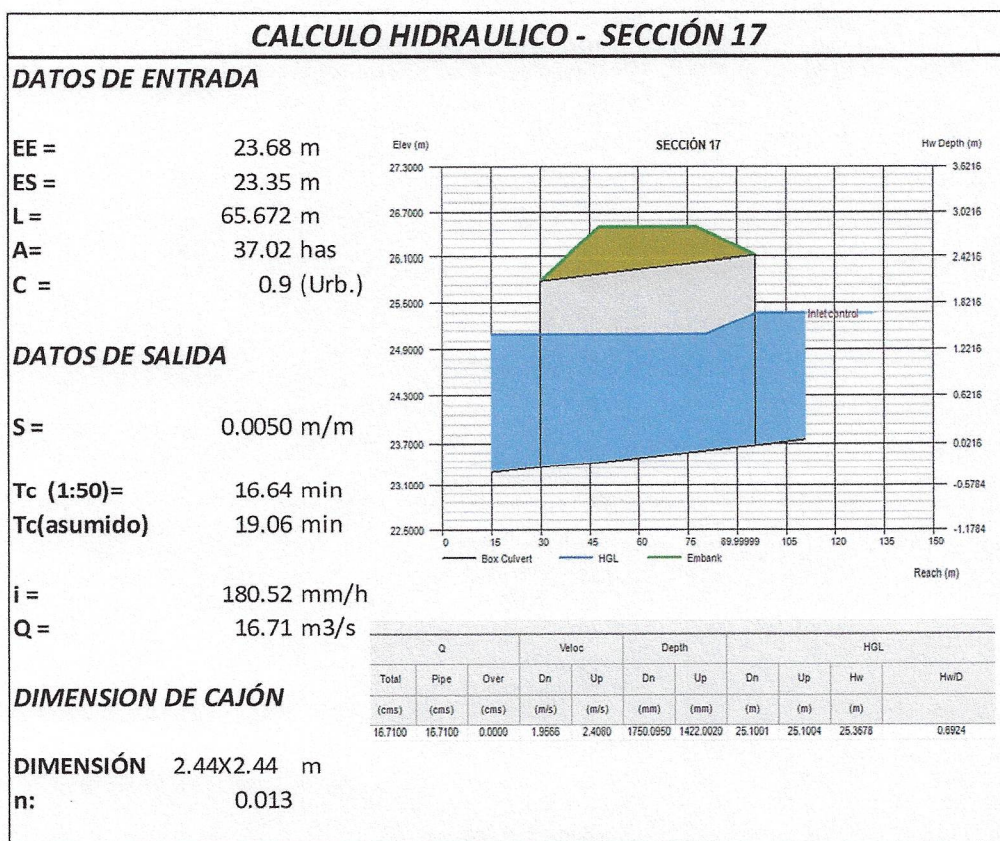 CALCULO HIDRAULICO - SECCIÓN 17
DATOS DE ENTRADA
EE = 23.68 m
ES = 23.35 m
L = 65.672 m
A= 37.02 has
C = 0.9 (Urb.)
DATOS DE SALIDA
S = 0.0050 m/m
Tc (1:50)= 16.64 min
Tc(asumido) 19.06 min
i = 180.52 mm/h
Q = 16.71 m3/s
DIMENSION DE CAJÓN
DIMENSIÓN 2.44X2.44 m
n: 0.013
Elev (m) SECCIÓN 17 Hw Depth (m)
27.3000 3.6216
26.7000 3.0216
26.1000 2.4216
25.5000 1.8216
Inlet control
24.9000 1.2216
24.3000 0.6216
23.7000 0.0216
23.1000 -0.5784
22.5000 -1.1784
0 15 30 45 60 75 89.99999 105 120 135 150
Box Culvert HGL Embank
Reach (m)
Q Veloc Depth HGL
Total Pipe Over Dn Up Dn Up Dn Up Hw Hw/D
(cms) (cms) (cms) (m/s) (m/s) (mm) (mm) (m) (m) (m)
16.7100 16.7100 0.0000 1.9566 2.4080 1750.0950 1422.0020 25.1001 25.1004 25.3678 0.6924